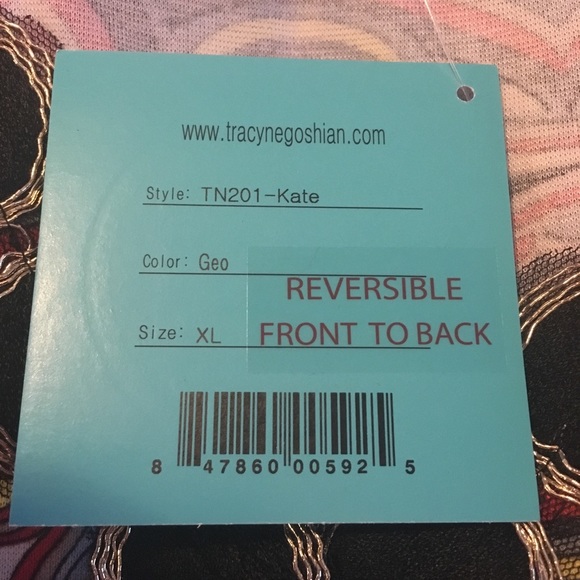 www.tracynegoshian.com
Style: TN201-Kate
Color: Geo
REVERSIBLE
Size: XL
FRONT TO BACK
8 47860 00592 5